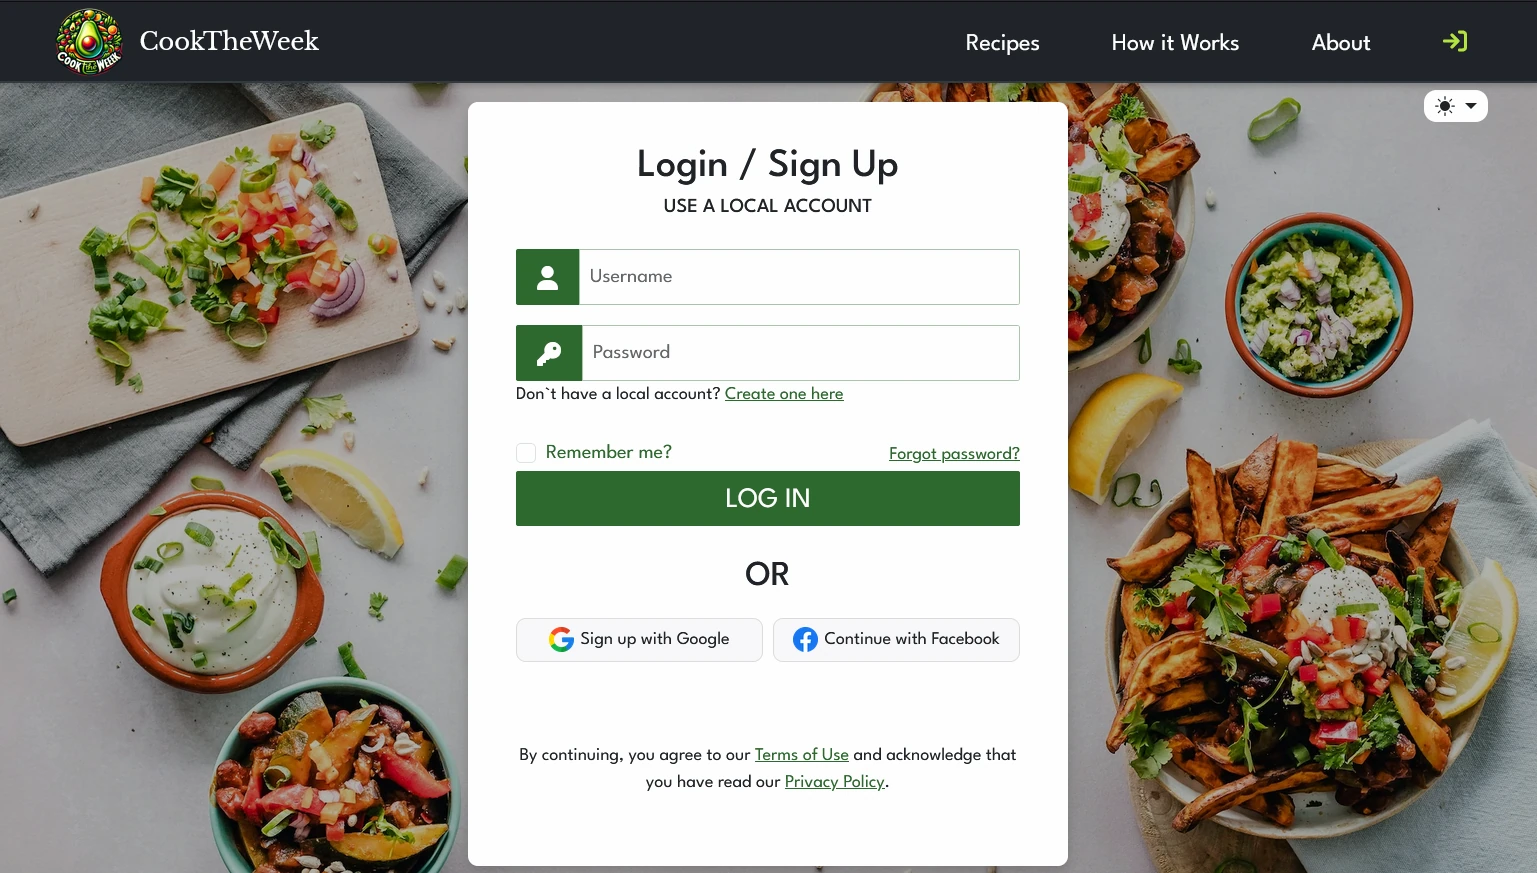 COOK THE WEEK
CookTheWeek
Recipes
How it Works
About
Login / Sign Up
USE A LOCAL ACCOUNT
Username
Password
Don`t have a local account? Create one here
Remember me?
Forgot password?
LOG IN
OR
Sign up with Google
Continue with Facebook
By continuing, you agree to our Terms of Use and acknowledge that
you have read our Privacy Policy.